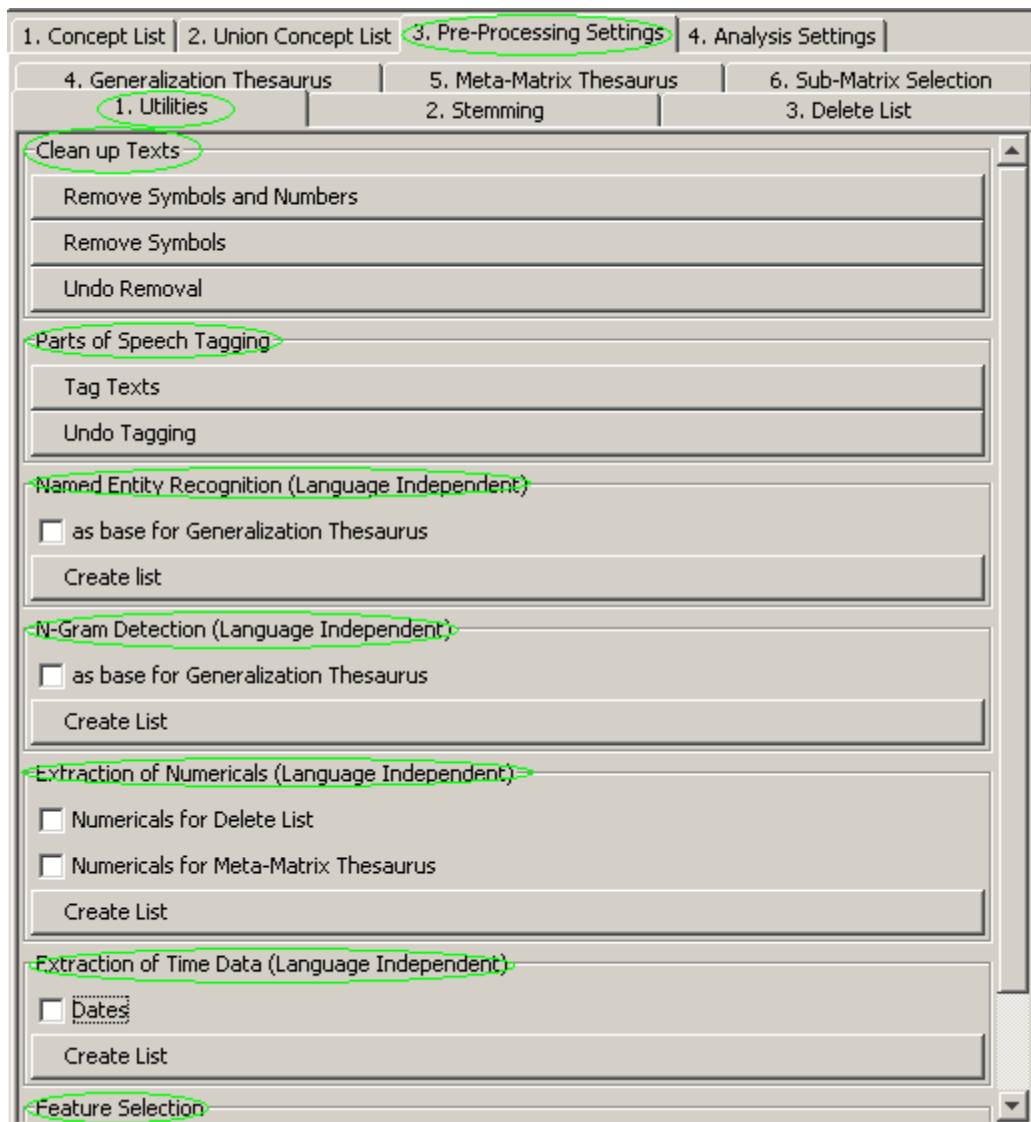 1. Concept List 2. Union Concept List 3. Pre-Processing Settings 4. Analysis Settings
4. Generalization Thesaurus 5. Meta-Matrix Thesaurus 6. Sub-Matrix Selection
1. Utilities 2. Stemming 3. Delete List
Clean up Texts
Remove Symbols and Numbers
Remove Symbols
Undo Removal
Parts of Speech Tagging
Tag Texts
Undo Tagging
Named Entity Recognition (Language Independent)
as base for Generalization Thesaurus
Create list
N-Gram Detection (Language Independent)
as base for Generalization Thesaurus
Create List
Extraction of Numericals (Language Independent)
Numericals for Delete List
Numericals for Meta-Matrix Thesaurus
Create List
Extraction of Time Data (Language Independent)
Dates
Create List
Feature Selection